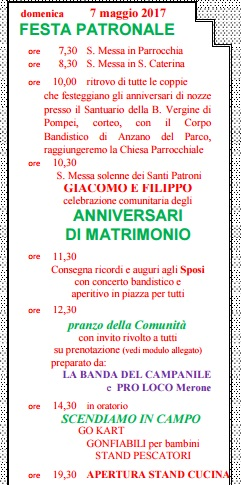 domenica 7 maggio 2017
FESTA PATRONALE
ore 7,30 S. Messa in Parrocchia
ore 8,30 S. Messa in S. Caterina
ore 10,00 ritrovo di tutte le coppie
che festeggiano gli anniversari di nozze
presso il Santuario della B. Vergine di
Pompei, corteo, con il Corpo
Bandistico di Anzano del Parco,
raggiungeremo la Chiesa Parrocchiale
ore 10,30
S. Messa solenne dei Santi Patroni
GIACOMO E FILIPPO
celebrazione comunitaria degli
ANNIVERSARI
DI MATRIMONIO
ore 11,30
Consegna ricordi e auguri agli Sposi
con concerto bandistico e
aperitivo in piazza per tutti
ore 12,30
pranzo della Comunità
con invito rivolto a tutti
su prenotazione (vedi modulo allegato)
preparato da:
LA BANDA DEL CAMPANILE
e PRO LOCO Merone
ore 14,30 in oratorio
SCENDIAMO IN CAMPO
GO KART
GONFIABILI per bambini
STAND PESCATORI
ore 19,30 APERTURA STAND CUCINA